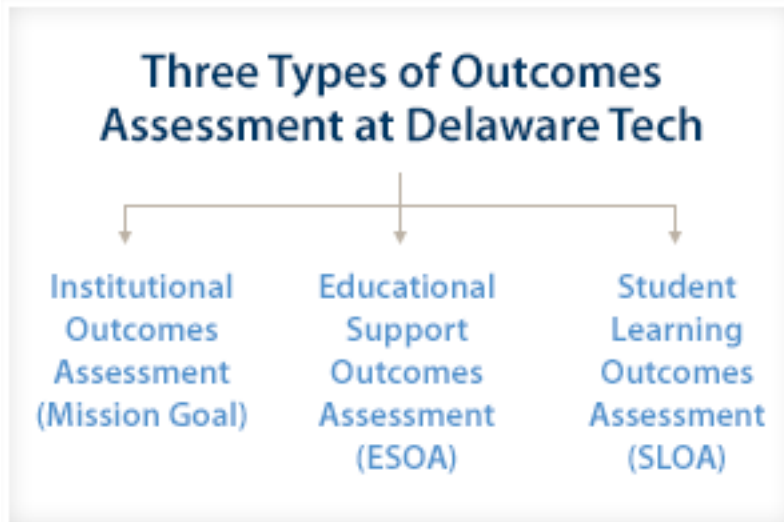 Three Types of Outcomes
Assessment at Delaware Tech
Institutional
Outcomes
Assessment
(Mission Goal)
Educational
Support
Outcomes
Assessment
(ESOA)
Student
Learning
Outcomes
Assessment
(SLOA)